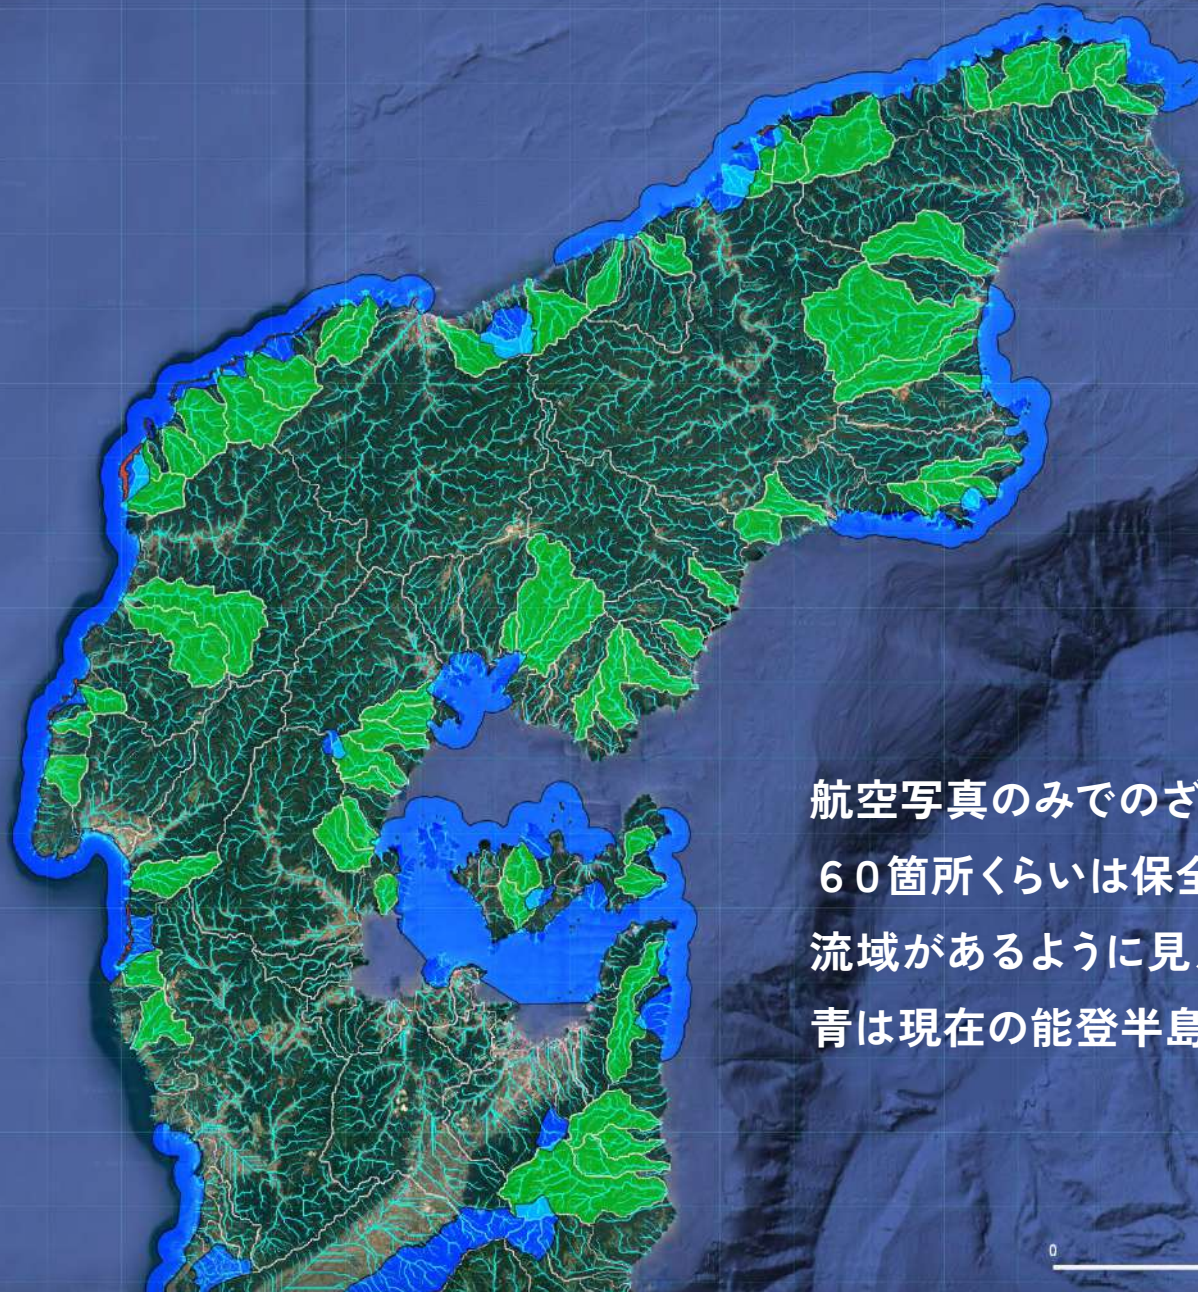 航空写真のみでのざ
６０箇所くらいは保全
流域があるように見
青は現在の能登半島
0